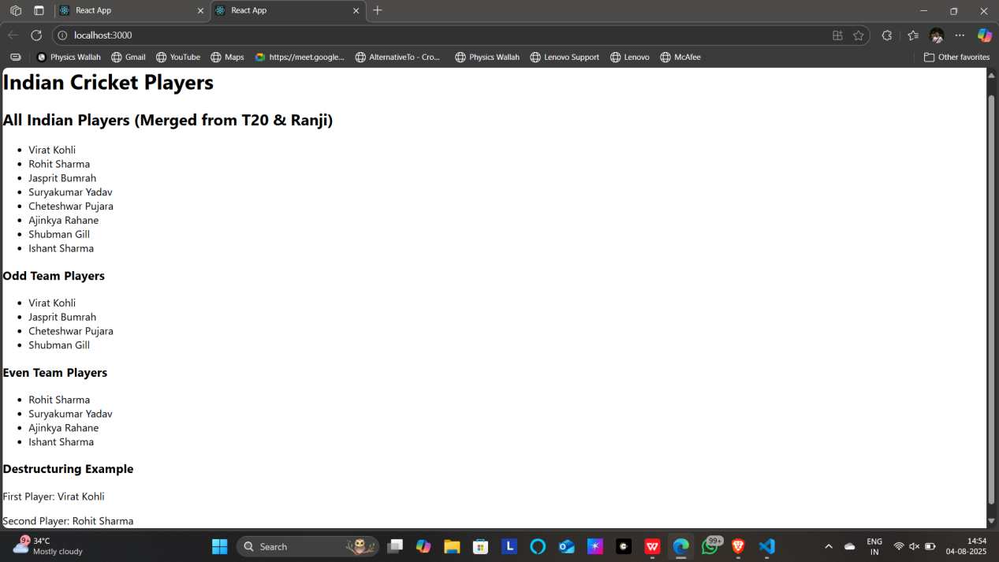 React App
React App
localhost:3000
Physics Wallah
Gmail
YouTube
Maps
https://meet.google...
AlternativeTo - Cro...
Physics Wallah
Lenovo Support
Lenovo
McAfee
Other favorites
Indian Cricket Players
All Indian Players (Merged from T20 & Ranji)
Virat Kohli
Rohit Sharma
Jasprit Bumrah
Suryakumar Yadav
Cheteshwar Pujara
Ajinkya Rahane
Shubman Gill
Ishant Sharma
Odd Team Players
Virat Kohli
Jasprit Bumrah
Cheteshwar Pujara
Shubman Gill
Even Team Players
Rohit Sharma
Suryakumar Yadav
Ajinkya Rahane
Ishant Sharma
Destructuring Example
First Player: Virat Kohli
Second Player: Rohit Sharma
9+
34°C
Mostly cloudy
Search
L
99+
ENG
IN
14:54
04-08-2025